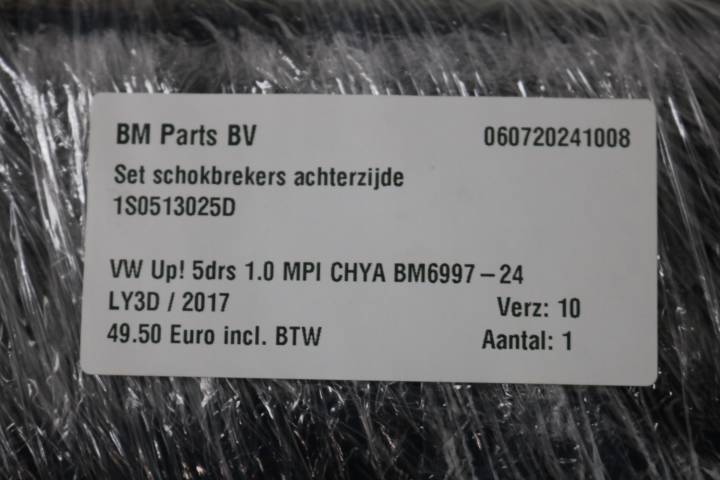 BM Parts BV 060720241008
Set schokbrekers achterzijde
1S0513025D
VW Up! 5drs 1.0 MPI CHYA BM6997-24
LY3D / 2017 Verz: 10
49.50 Euro incl. BTW Aantal: 1